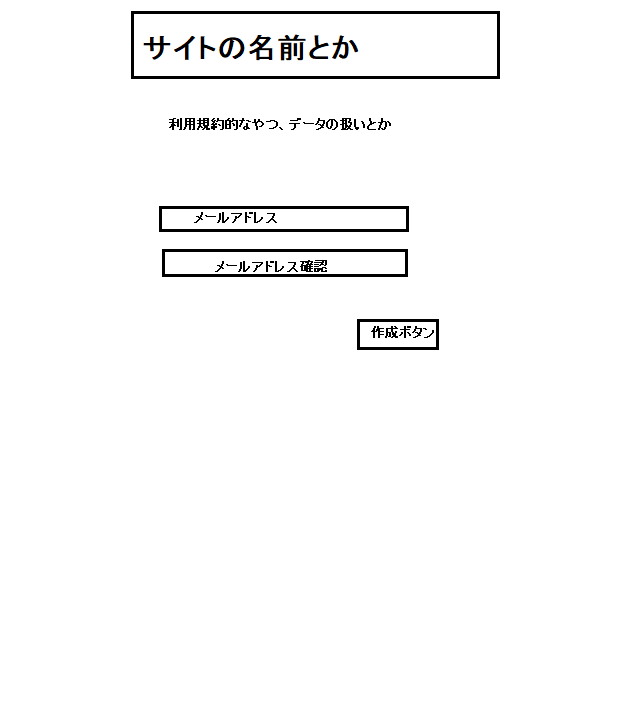 サイトの名前とか
利用規約的なやつ、データの扱いとか
メールアドレス
メールアドレス確認
作成ボタン